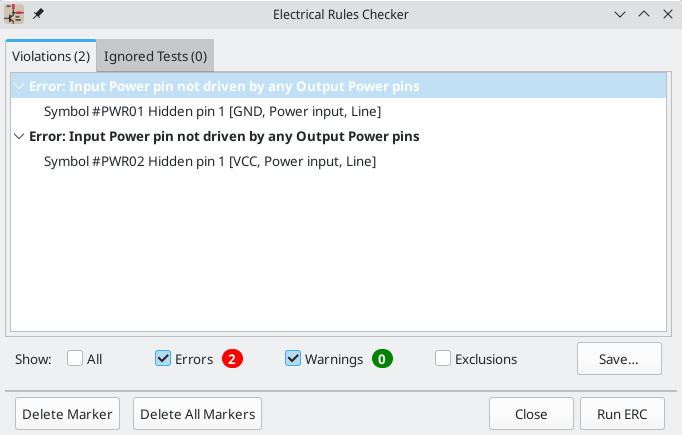 Electrical Rules Checker
Violations (2) Ignored Tests (0)
Error: Input Power pin not driven by any Output Power pins
Symbol #PWR01 Hidden pin 1 [GND, Power input, Line]
Error: Input Power pin not driven by any Output Power pins
Symbol #PWR02 Hidden pin 1 [VCC, Power input, Line]
Show: All Errors 2 Warnings 0 Exclusions Save...
Delete Marker Delete All Markers Close Run ERC